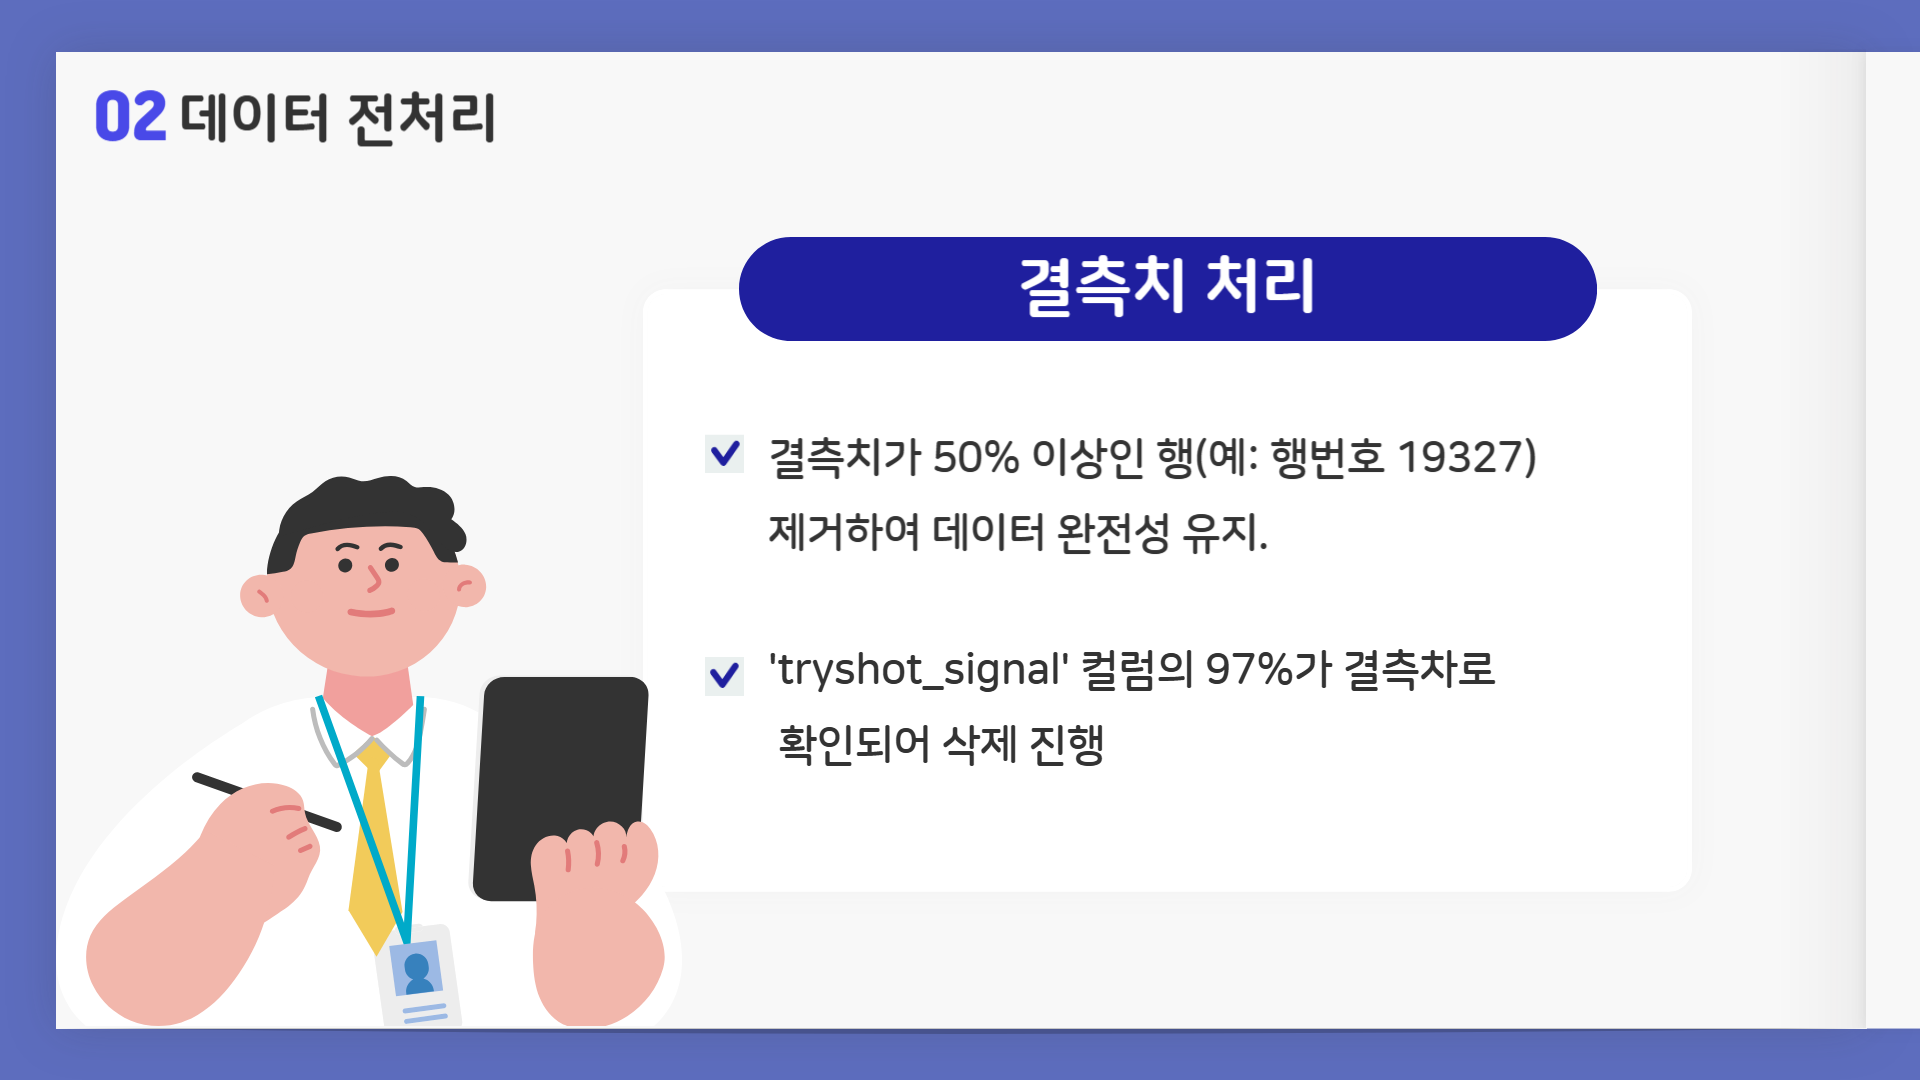 02 데이터 전처리
결측치 처리
결측치가 50% 이상인 행(예: 행번호 19327)
제거하여 데이터 완전성 유지.
'tryshot_signal' 컬럼의 97%가 결측차로
확인되어 삭제 진행